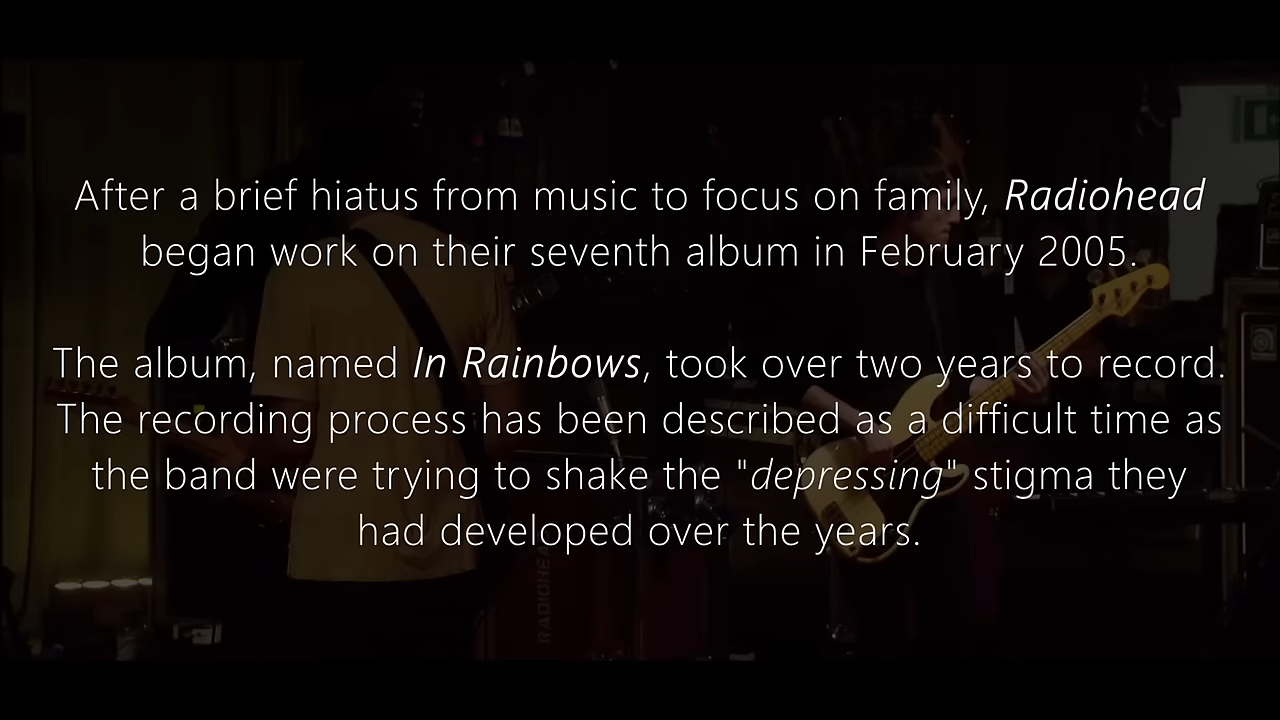 After a brief hiatus from music to focus on family, Radiohead
began work on their seventh album in February 2005.
The album, named In Rainbows, took over two years to record.
The recording process has been described as a difficult time as
the band were trying to shake the "depressing" stigma they
had developed over the years.
RADIOHEAD